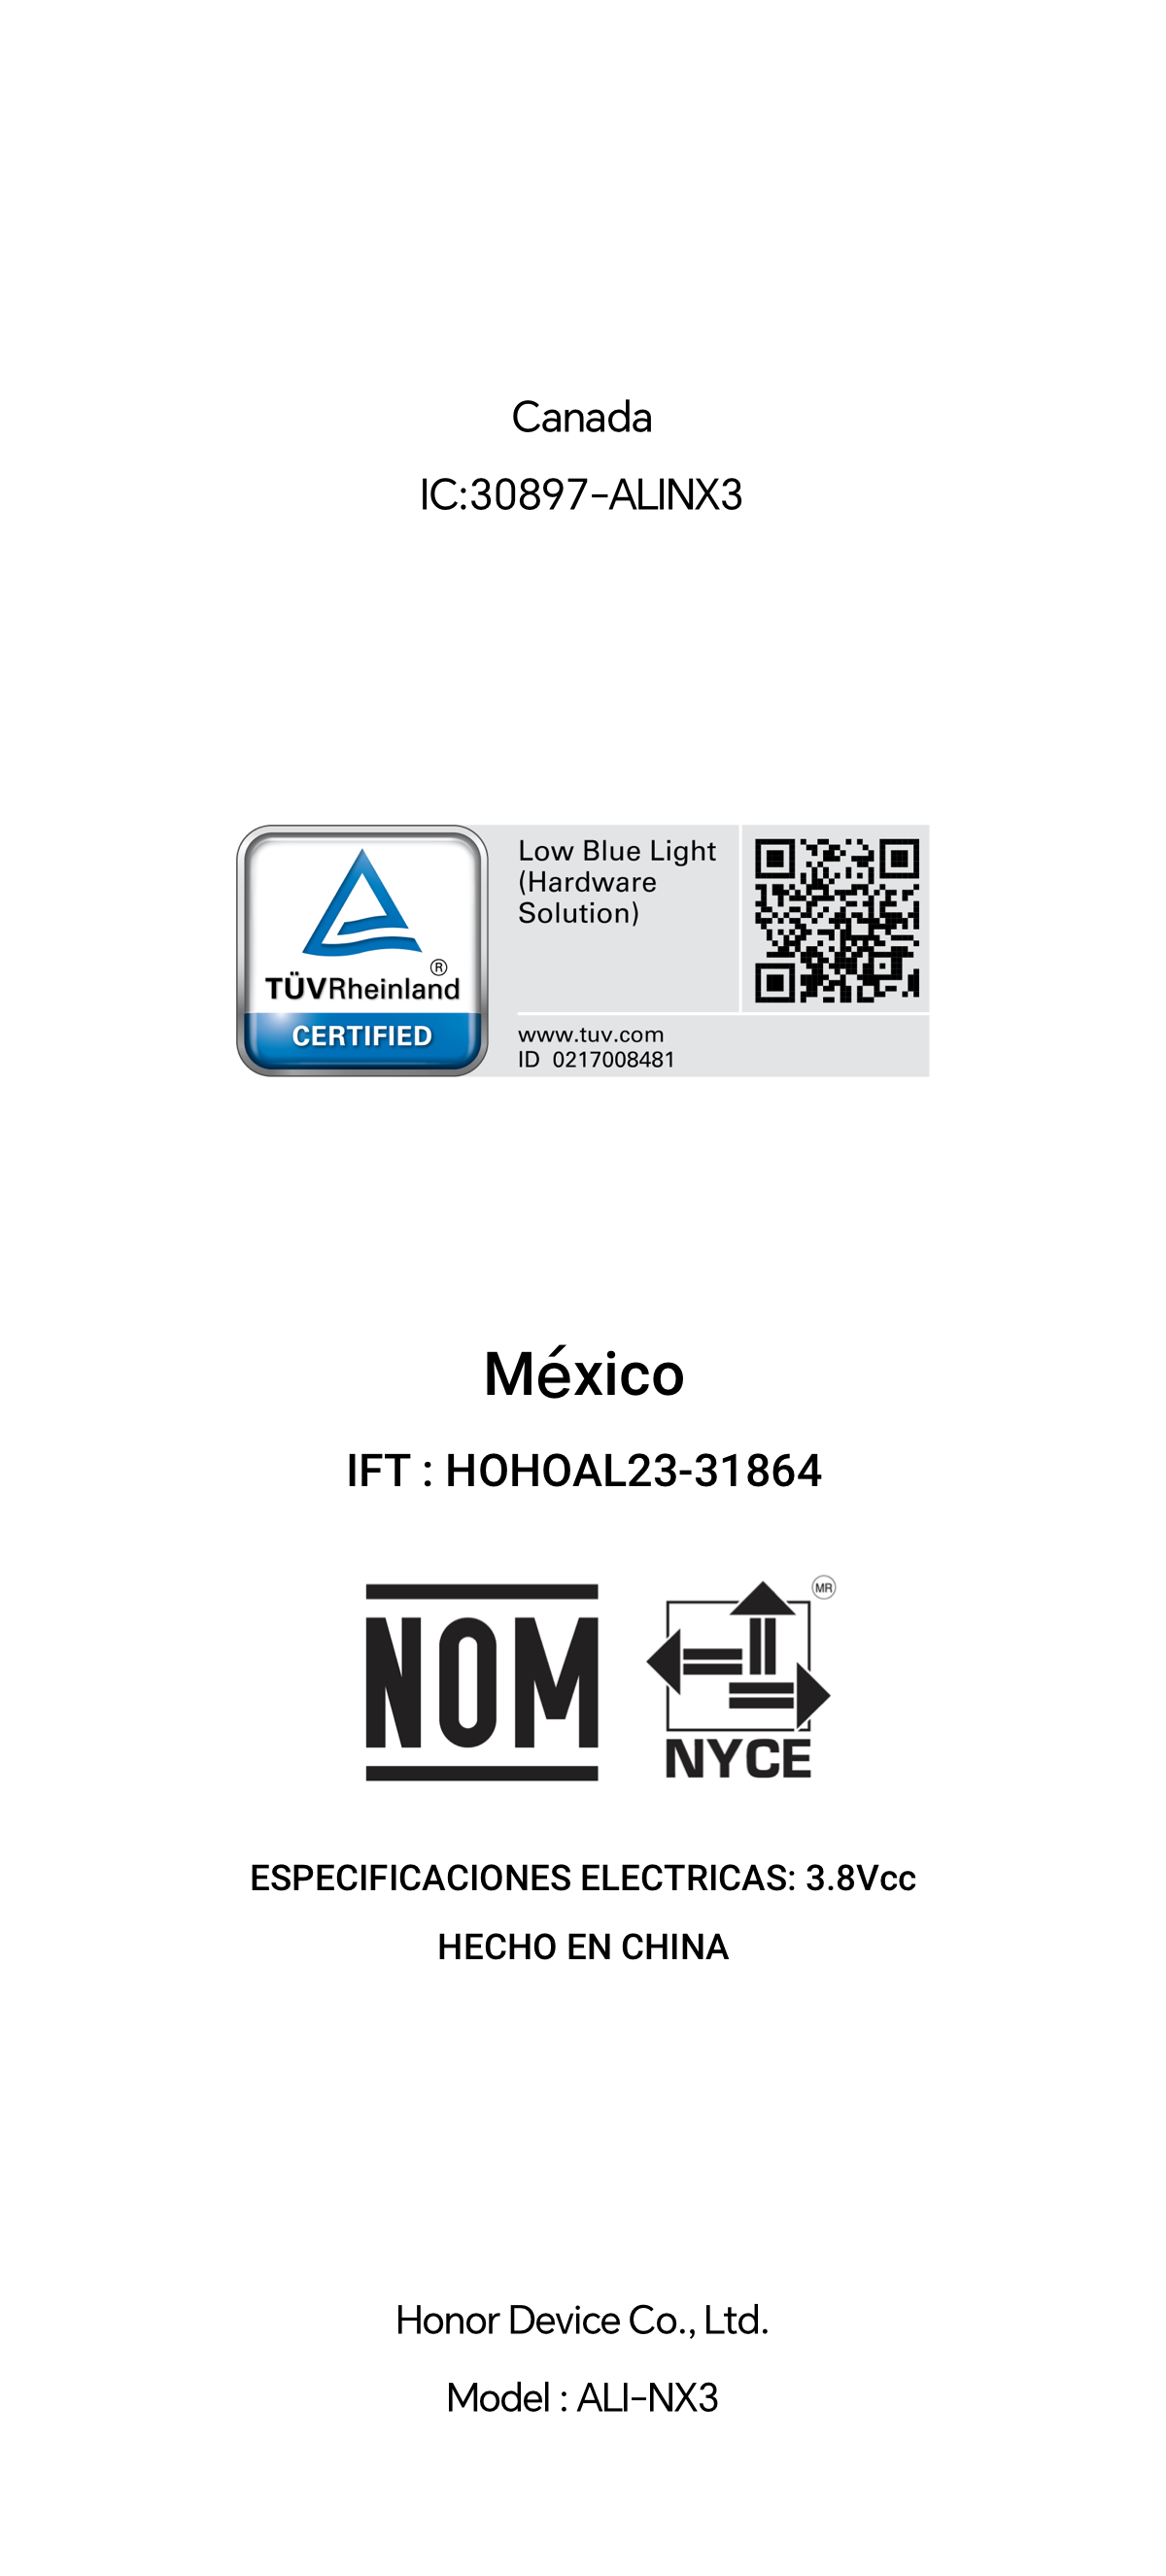 Canada
IC:30897-ALINX3
Low Blue Light
(Hardware
Solution)
®
TÜVRheinland
CERTIFIED
www.tuv.com
ID 0217008481
México
IFT : HOHOAL23-31864
MR
NOM
NYCE
ESPECIFICACIONES ELECTRICAS: 3.8Vcc
HECHO EN CHINA
Honor Device Co., Ltd.
Model : ALI-NX3